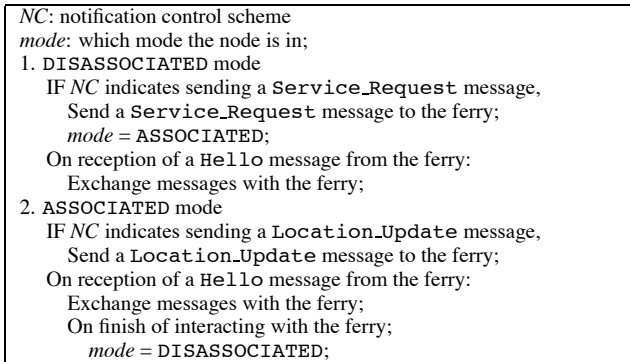 NC: notification control scheme
mode: which mode the node is in;
1. DISASSOCIATED mode
IF NC indicates sending a Service_Request message,
Send a Service_Request message to the ferry;
mode = ASSOCIATED;
On reception of a Hello message from the ferry:
Exchange messages with the ferry;
2. ASSOCIATED mode
IF NC indicates sending a Location_Update message,
Send a Location_Update message to the ferry;
On reception of a Hello message from the ferry:
Exchange messages with the ferry;
On finish of interacting with the ferry;
mode = DISASSOCIATED;